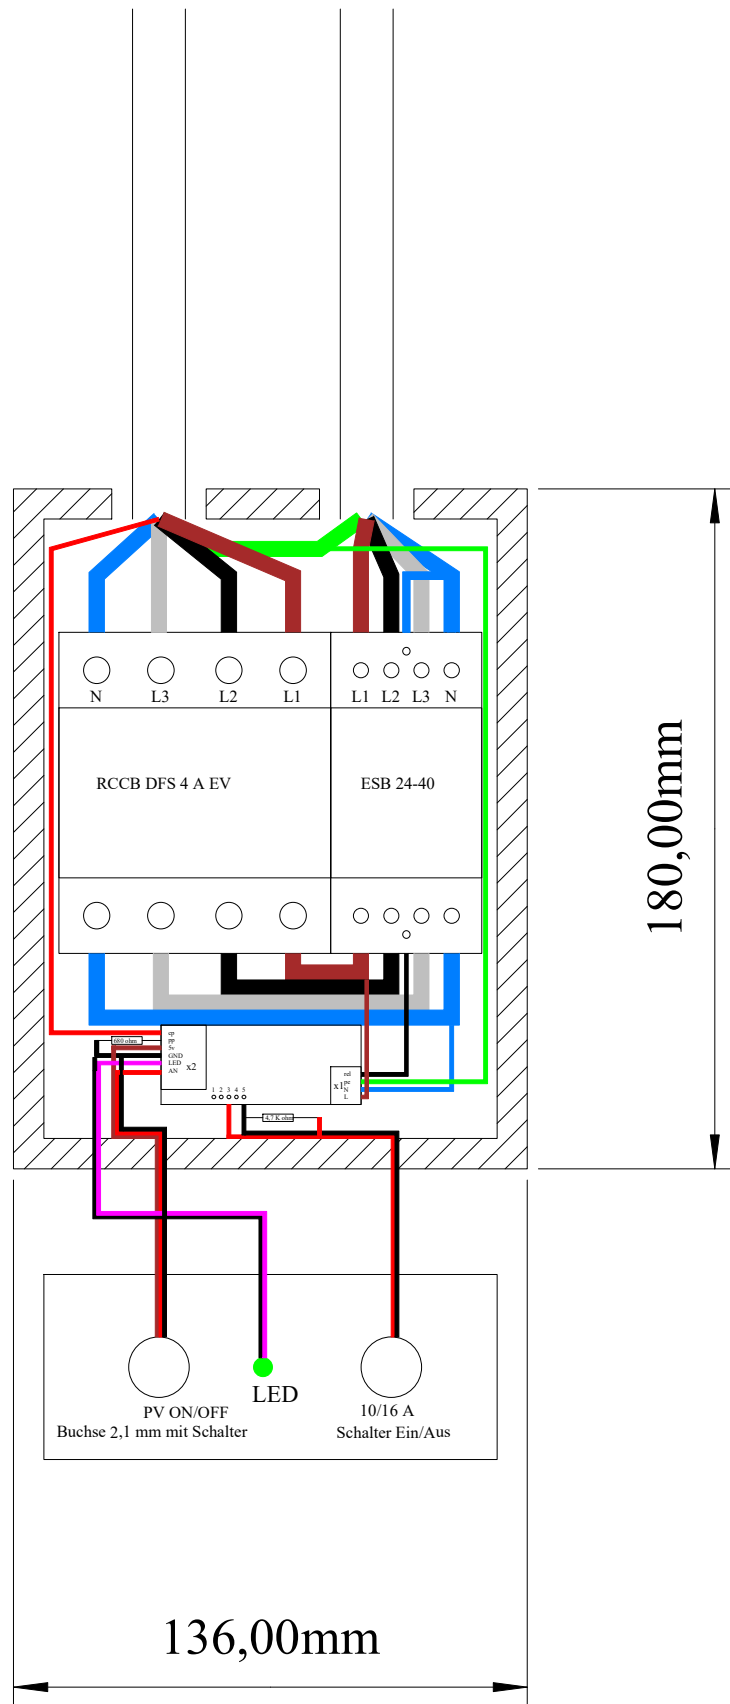 N L3 L2 L1 L1 L2 L3 N
RCCB DFS 4 A EV ESB 24-40
180,00mm
cp
pp
680 ohm
5v
GND
LED
AN
x2
rel
pe
N
L
x1
1 2 3 4 5
4,7 K ohm
LED
PV ON/OFF
Buchse 2,1 mm mit Schalter
10/16 A
Schalter Ein/Aus
136,00mm